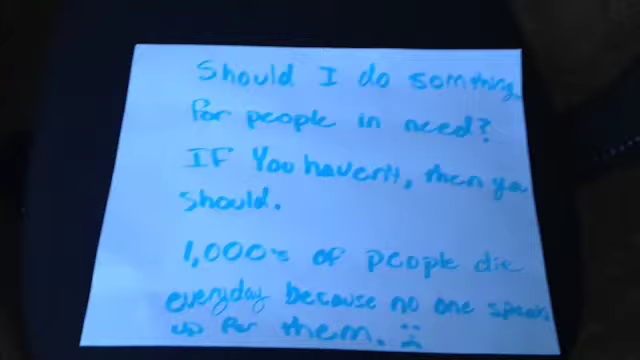 Should I do somthing
for people in need?
IF You haven't, then you
should.
1,000's of people die
everyday because no one speaks
up for them. :(